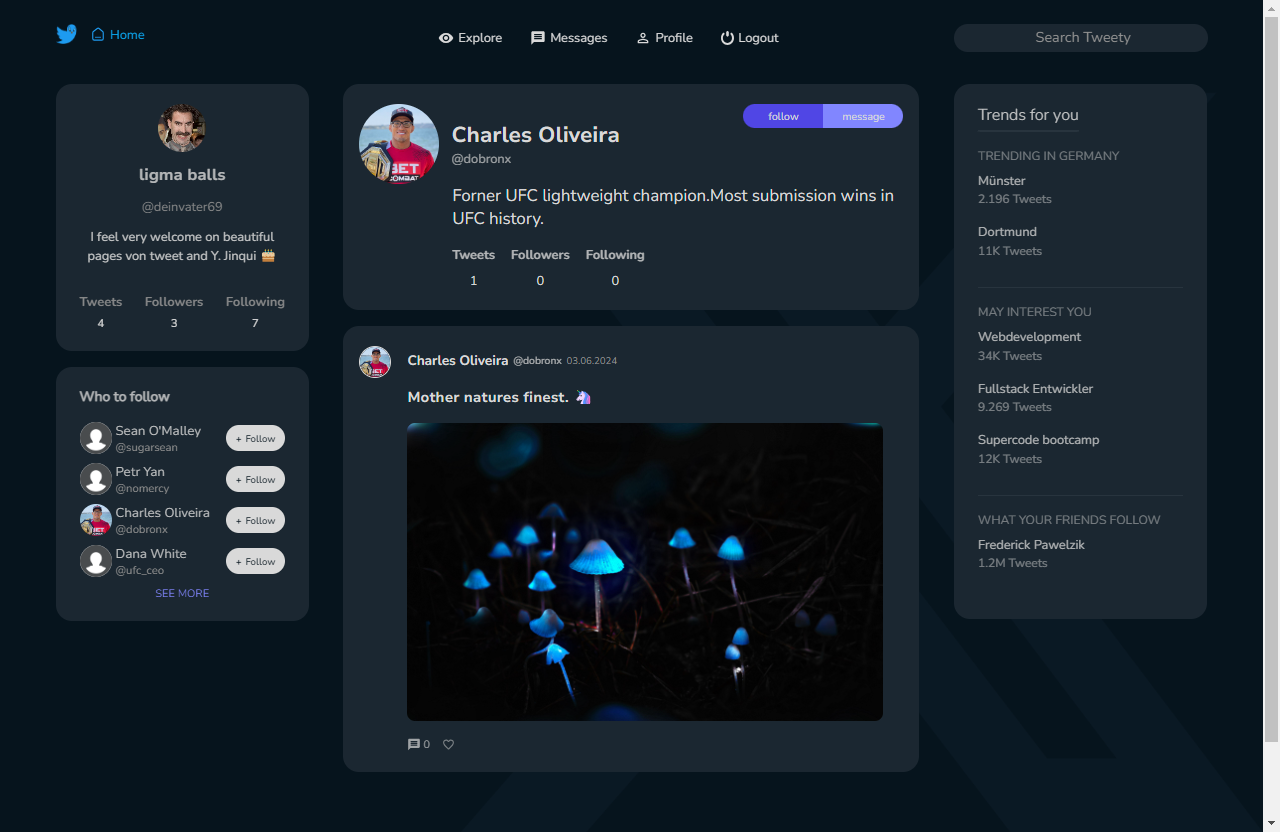 Home
Explore
Messages
Profile
Logout
Search Tweety
ligma balls
@deinvater69
I feel very welcome on beautiful
pages von tweet and Y. Jinqui 🎂
Tweets Followers Following
4 3 7
Who to follow
Sean O'Malley
@sugarsean
+ Follow
Petr Yan
@nomercy
+ Follow
Charles Oliveira
@dobronx
+ Follow
Dana White
@ufc_ceo
+ Follow
SEE MORE
follow message
Charles Oliveira
@dobronx
Forner UFC lightweight champion.Most submission wins in
UFC history.
Tweets Followers Following
1 0 0
Charles Oliveira @dobronx 03.06.2024
Mother natures finest. 🦄
0
Trends for you
TRENDING IN GERMANY
Münster
2.196 Tweets
Dortmund
11K Tweets
MAY INTEREST YOU
Webdevelopment
34K Tweets
Fullstack Entwickler
9.269 Tweets
Supercode bootcamp
12K Tweets
WHAT YOUR FRIENDS FOLLOW
Frederick Pawelzik
1.2M Tweets